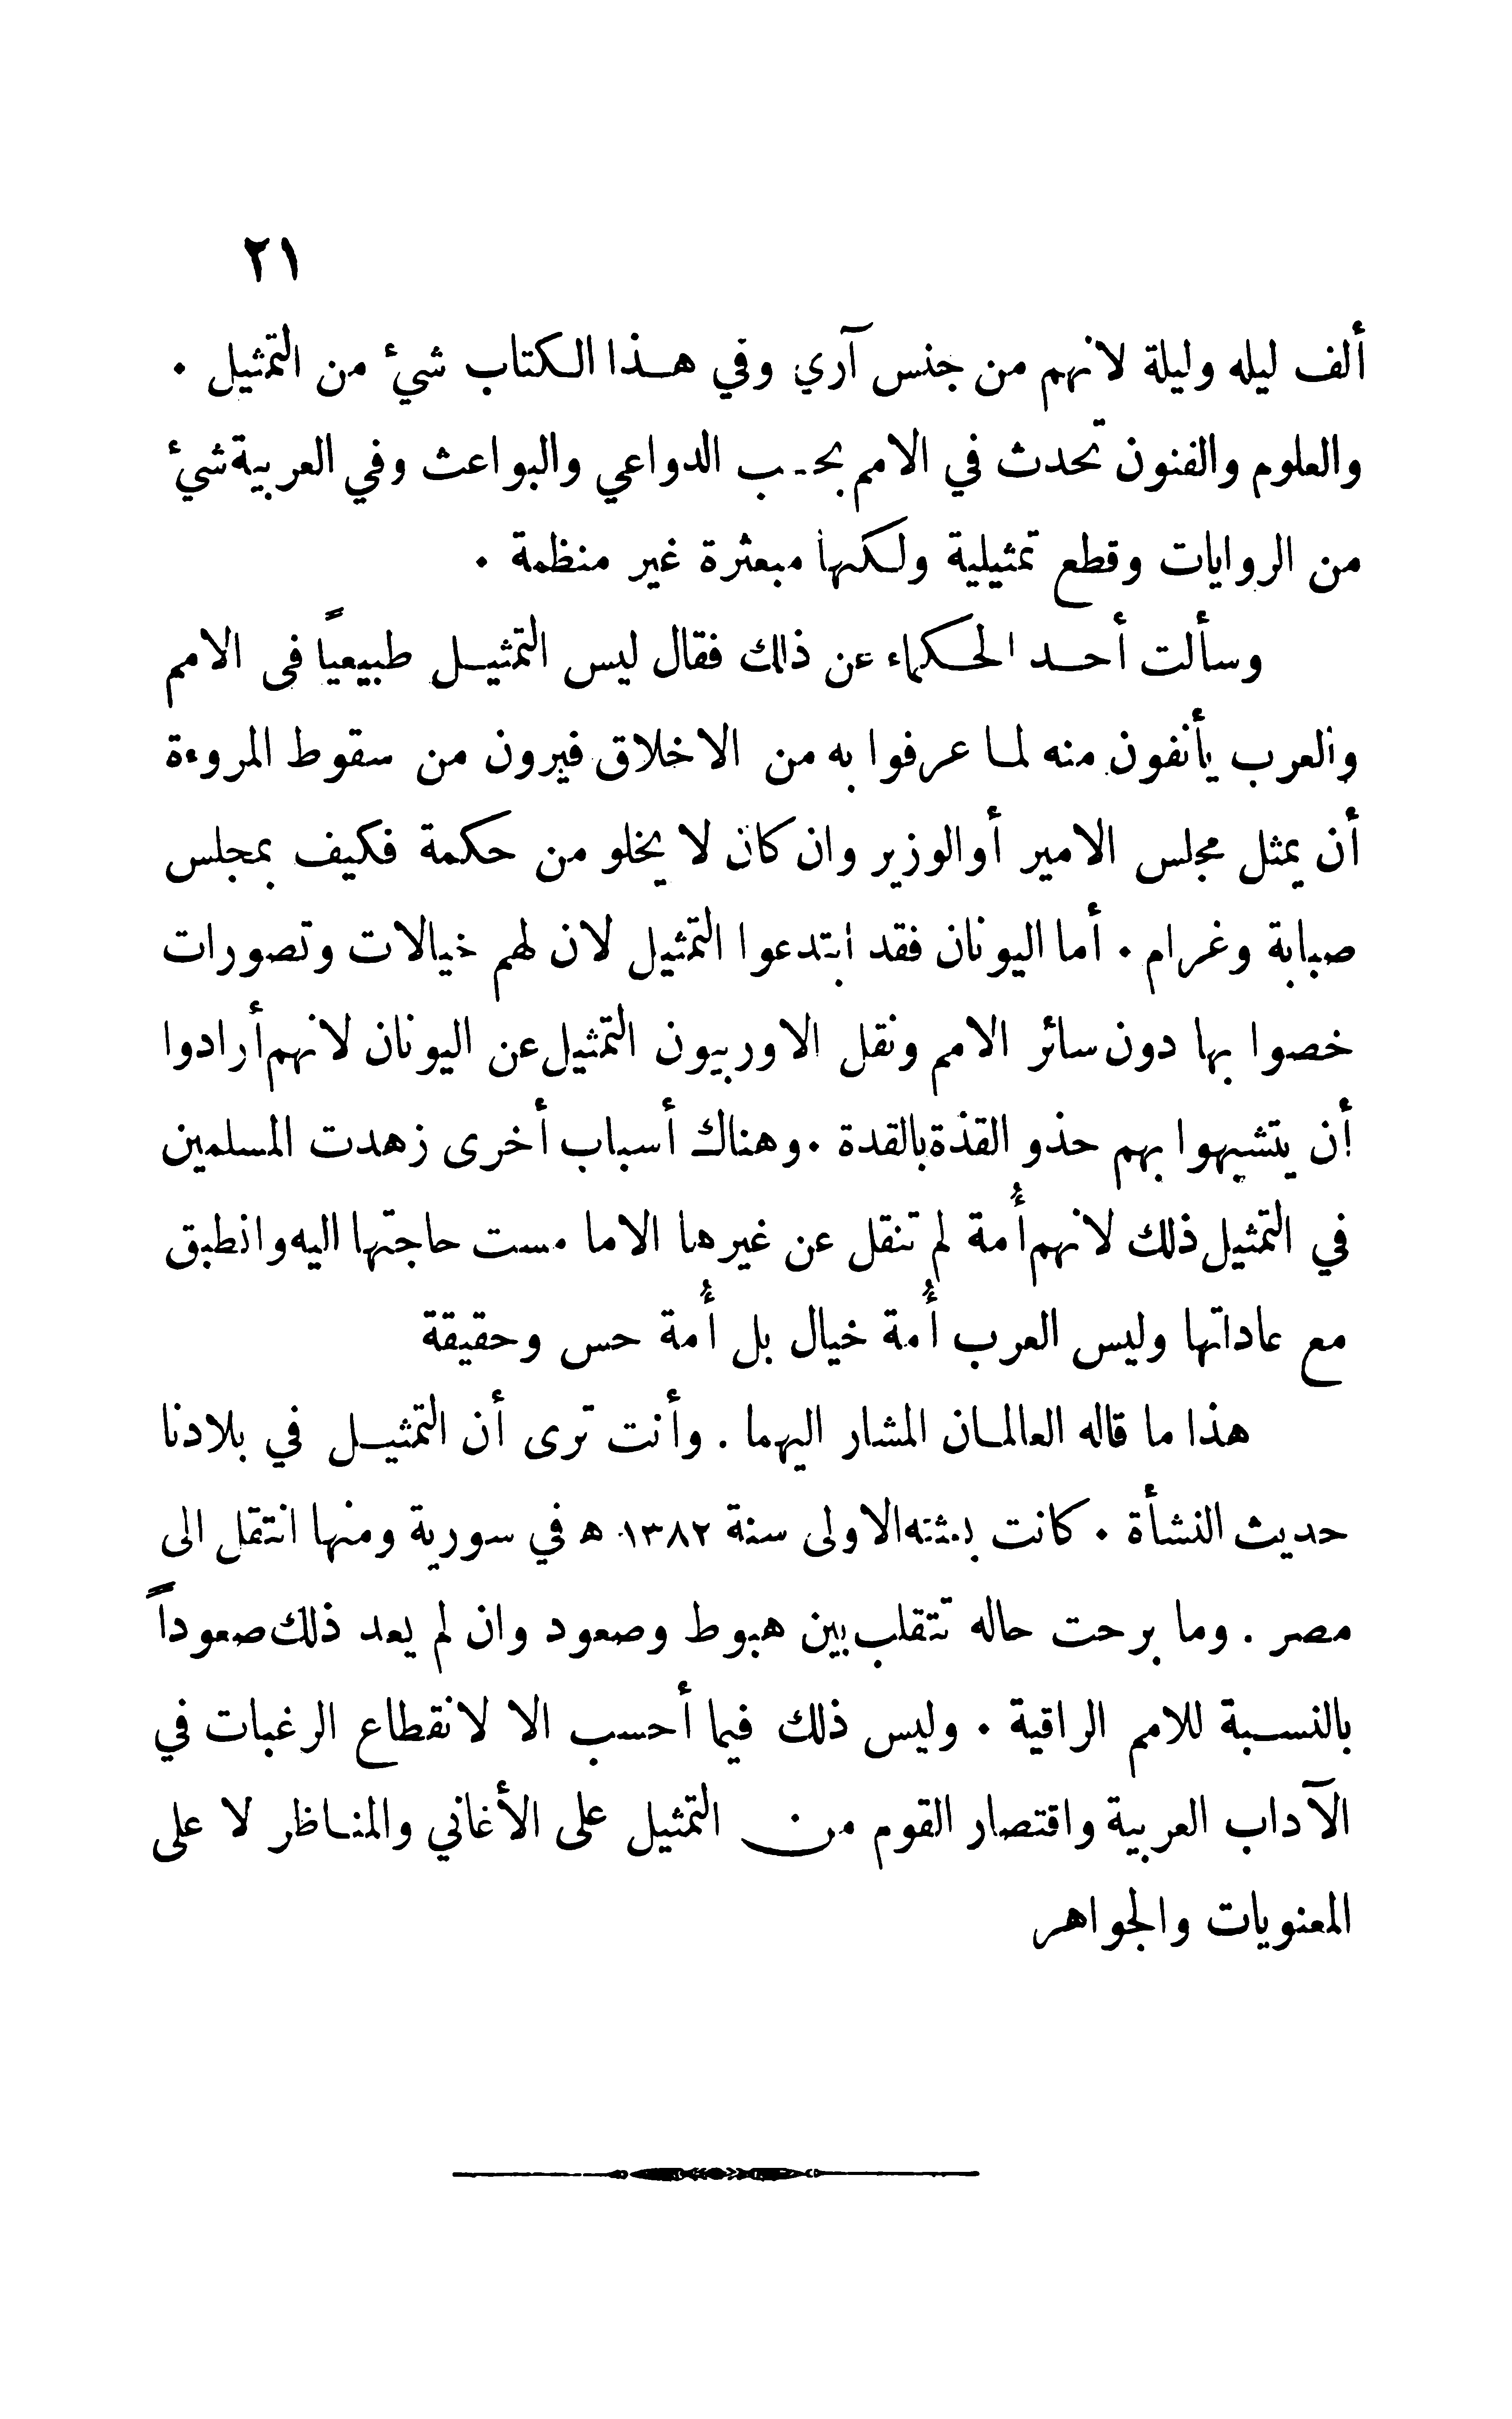 ٢١
ألف ليله وليلة لانهم من جنس آري وفي هذا الكتاب شيء من التمثيل .
والعلوم والفنون تحدث في الامم بحسب الدواعي والبواعث وفي العربية شيء
من الروايات وقطع تمثيلية ولكنها مبعثرة غير منظمة .
وسألت أحد الحكماء عن ذلك فقال ليس التمثيل طبيعياً في الامم
والعرب يأنفون منه لما عرفوا به من الاخلاق فيرون من سقوط المروءة
أن يمثل مجلس الامير أو الوزير وان كان لا يخلو من حكمة فكيف بمجلس
صبابة وغرام . أما اليونان فقد ابتدعوا التمثيل لان لهم خيالات وتصورات
خصوا بها دون سائر الامم ونقل الاوربيون التمثيل عن اليونان لانهم أرادوا
أن يتشبهوا بهم حذو القذة بالقدة . وهناك أسباب أخرى زهدت المسلمين
في التمثيل ذلك لانهم أُمة لم تنقل عن غيرها الا ما مست حاجتها اليه وانطبق
مع عاداتها وليس العرب أُمة خيال بل أُمة حس وحقيقة
هذا ما قاله العالمان المشار اليهما . وأنت ترى أن التمثيل في بلادنا
حديث النشأة . كانت بعثته الاولى سنة ١٣٨٢ ه في سورية ومنها انتقل الى
مصر . وما برحت حاله تتقلب بين هبوط وصعود وان لم يعد ذلك صعوداً
بالنسبة للامم الراقية . وليس ذلك فيما أحسب الا لانقطاع الرغبات في
الآداب العربية واقتصار القوم من التمثيل على الأغاني والمناظر لا على
المعنويات والجواهر